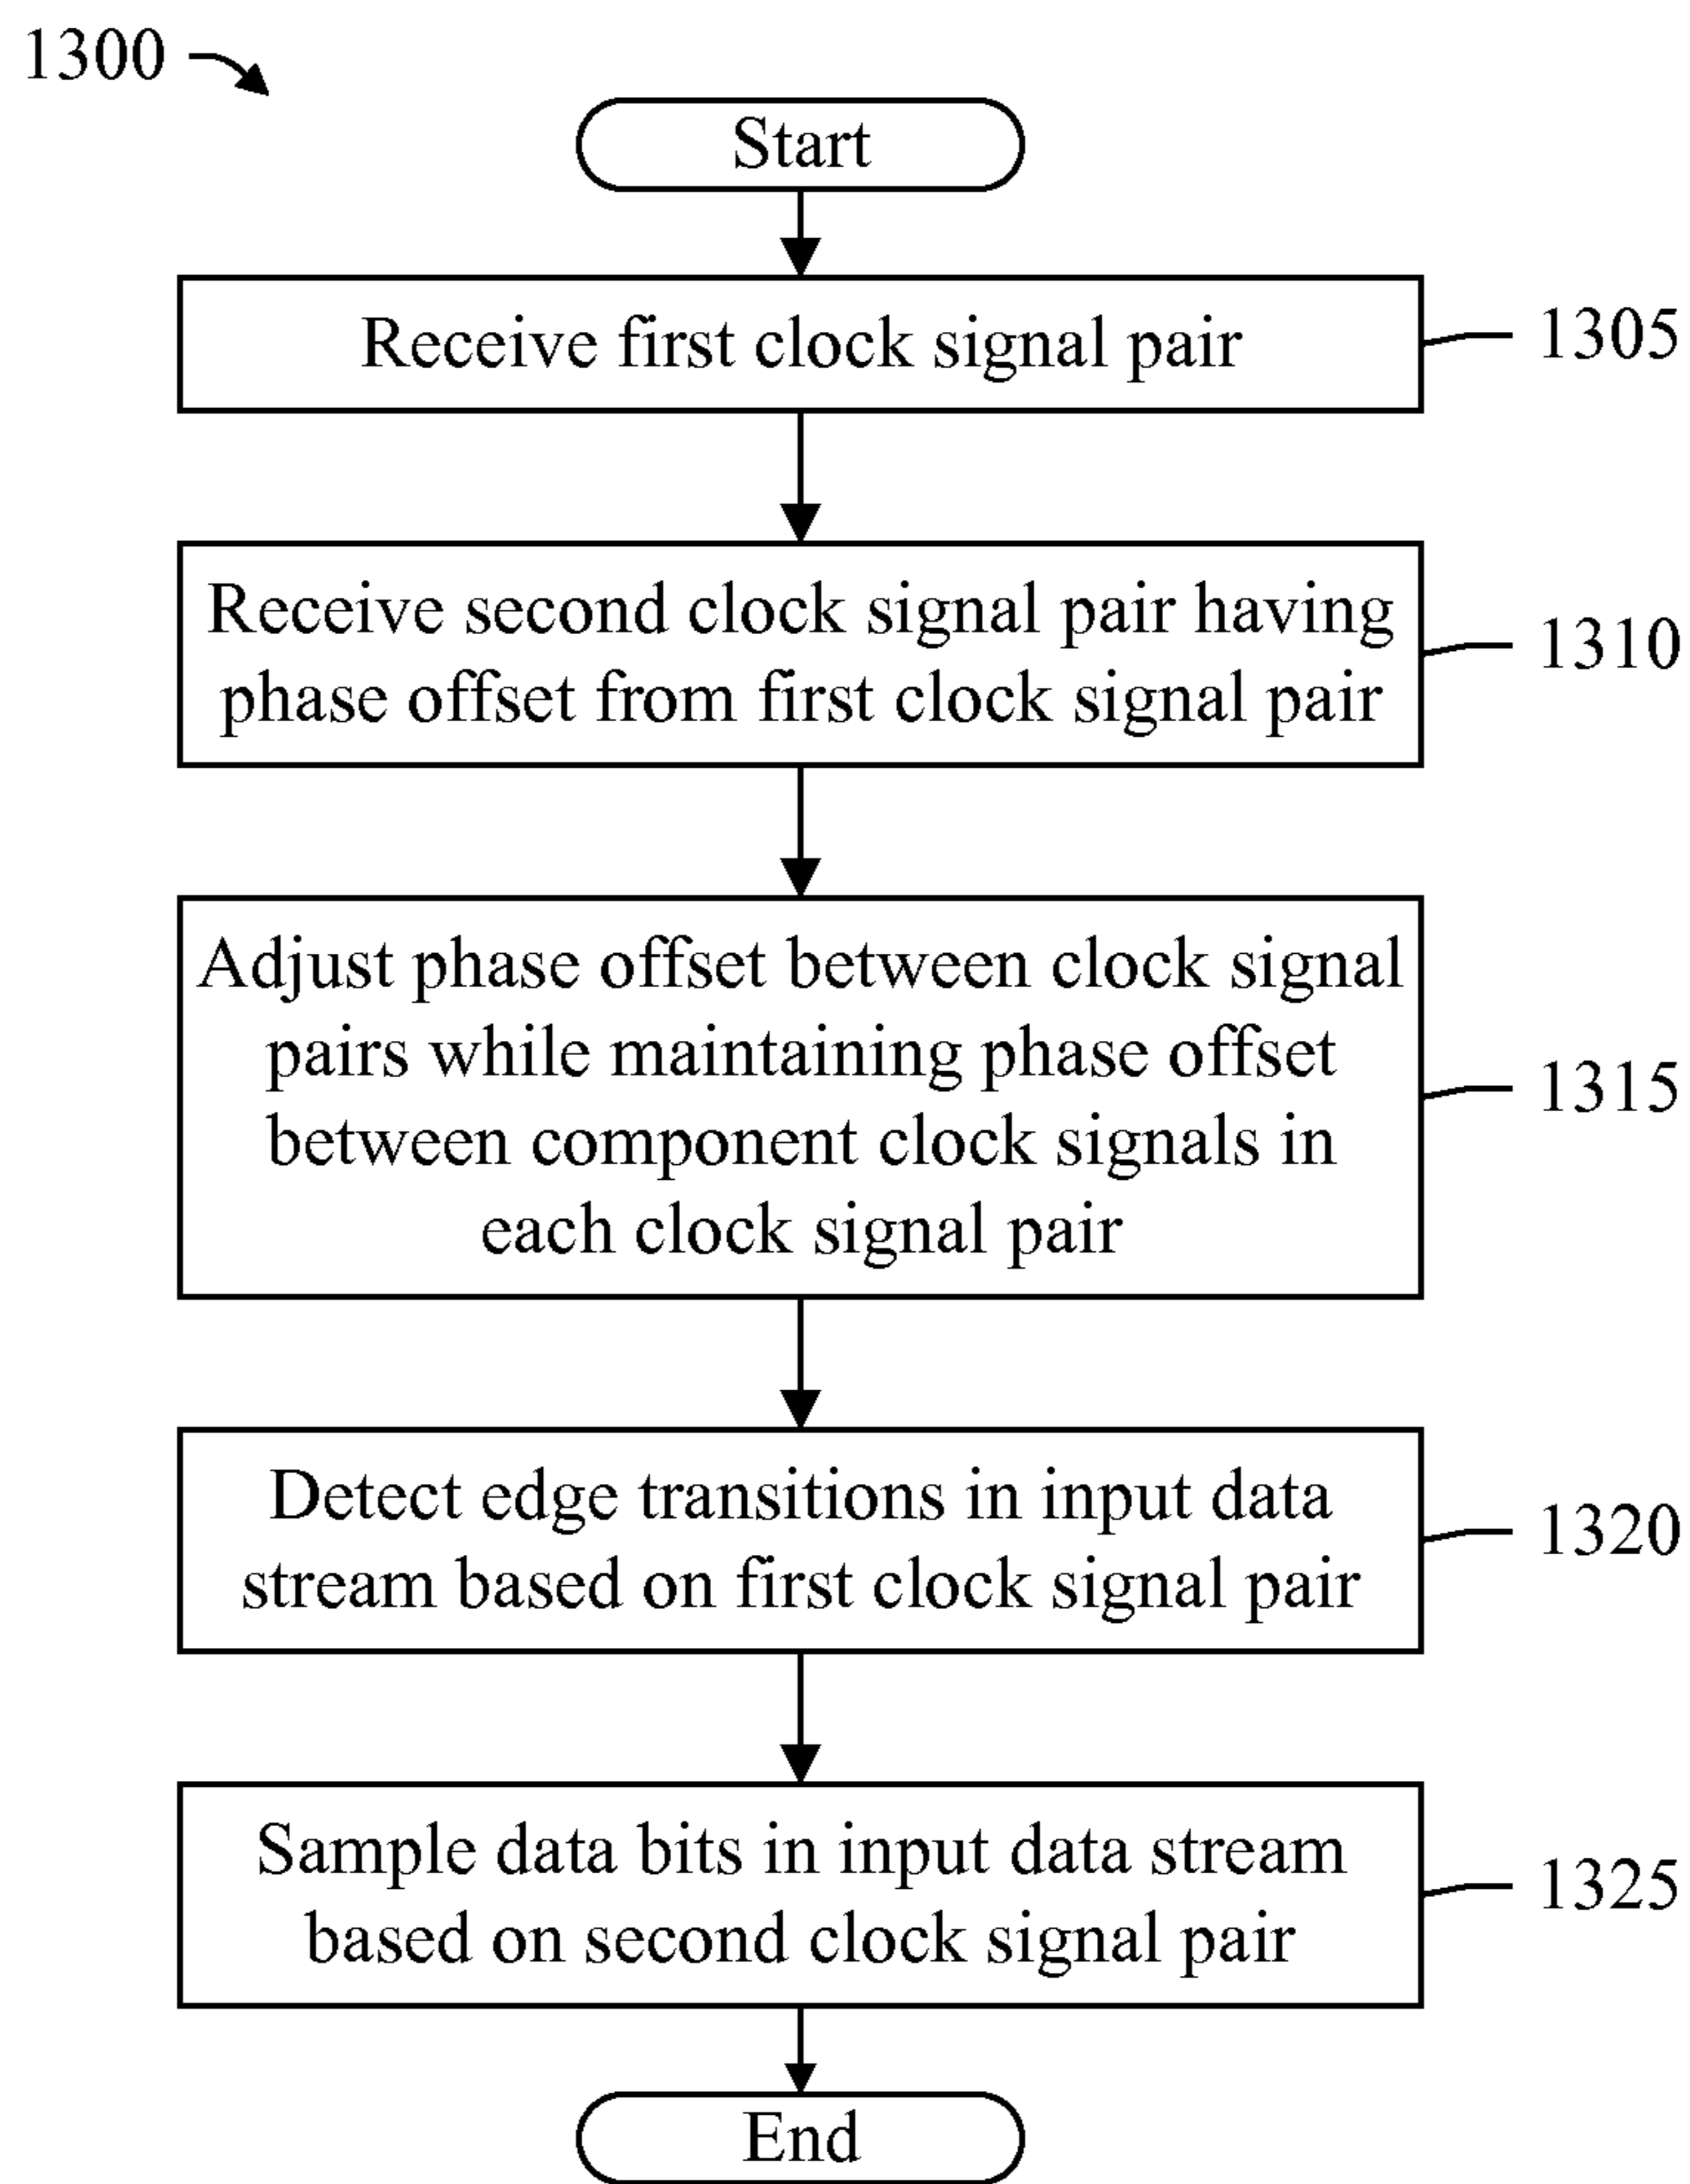 1300
Start
Receive first clock signal pair
1305
Receive second clock signal pair having
phase offset from first clock signal pair
1310
Adjust phase offset between clock signal
pairs while maintaining phase offset
between component clock signals in
each clock signal pair
1315
Detect edge transitions in input data
stream based on first clock signal pair
1320
Sample data bits in input data stream
based on second clock signal pair
1325
End